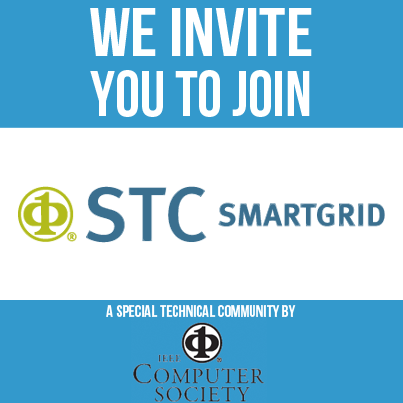 WE INVITE
YOU TO JOIN
® STC SMARTGRID
A SPECIAL TECHNICAL COMMUNITY BY
IEEE ®
COMPUTER
SOCIETY